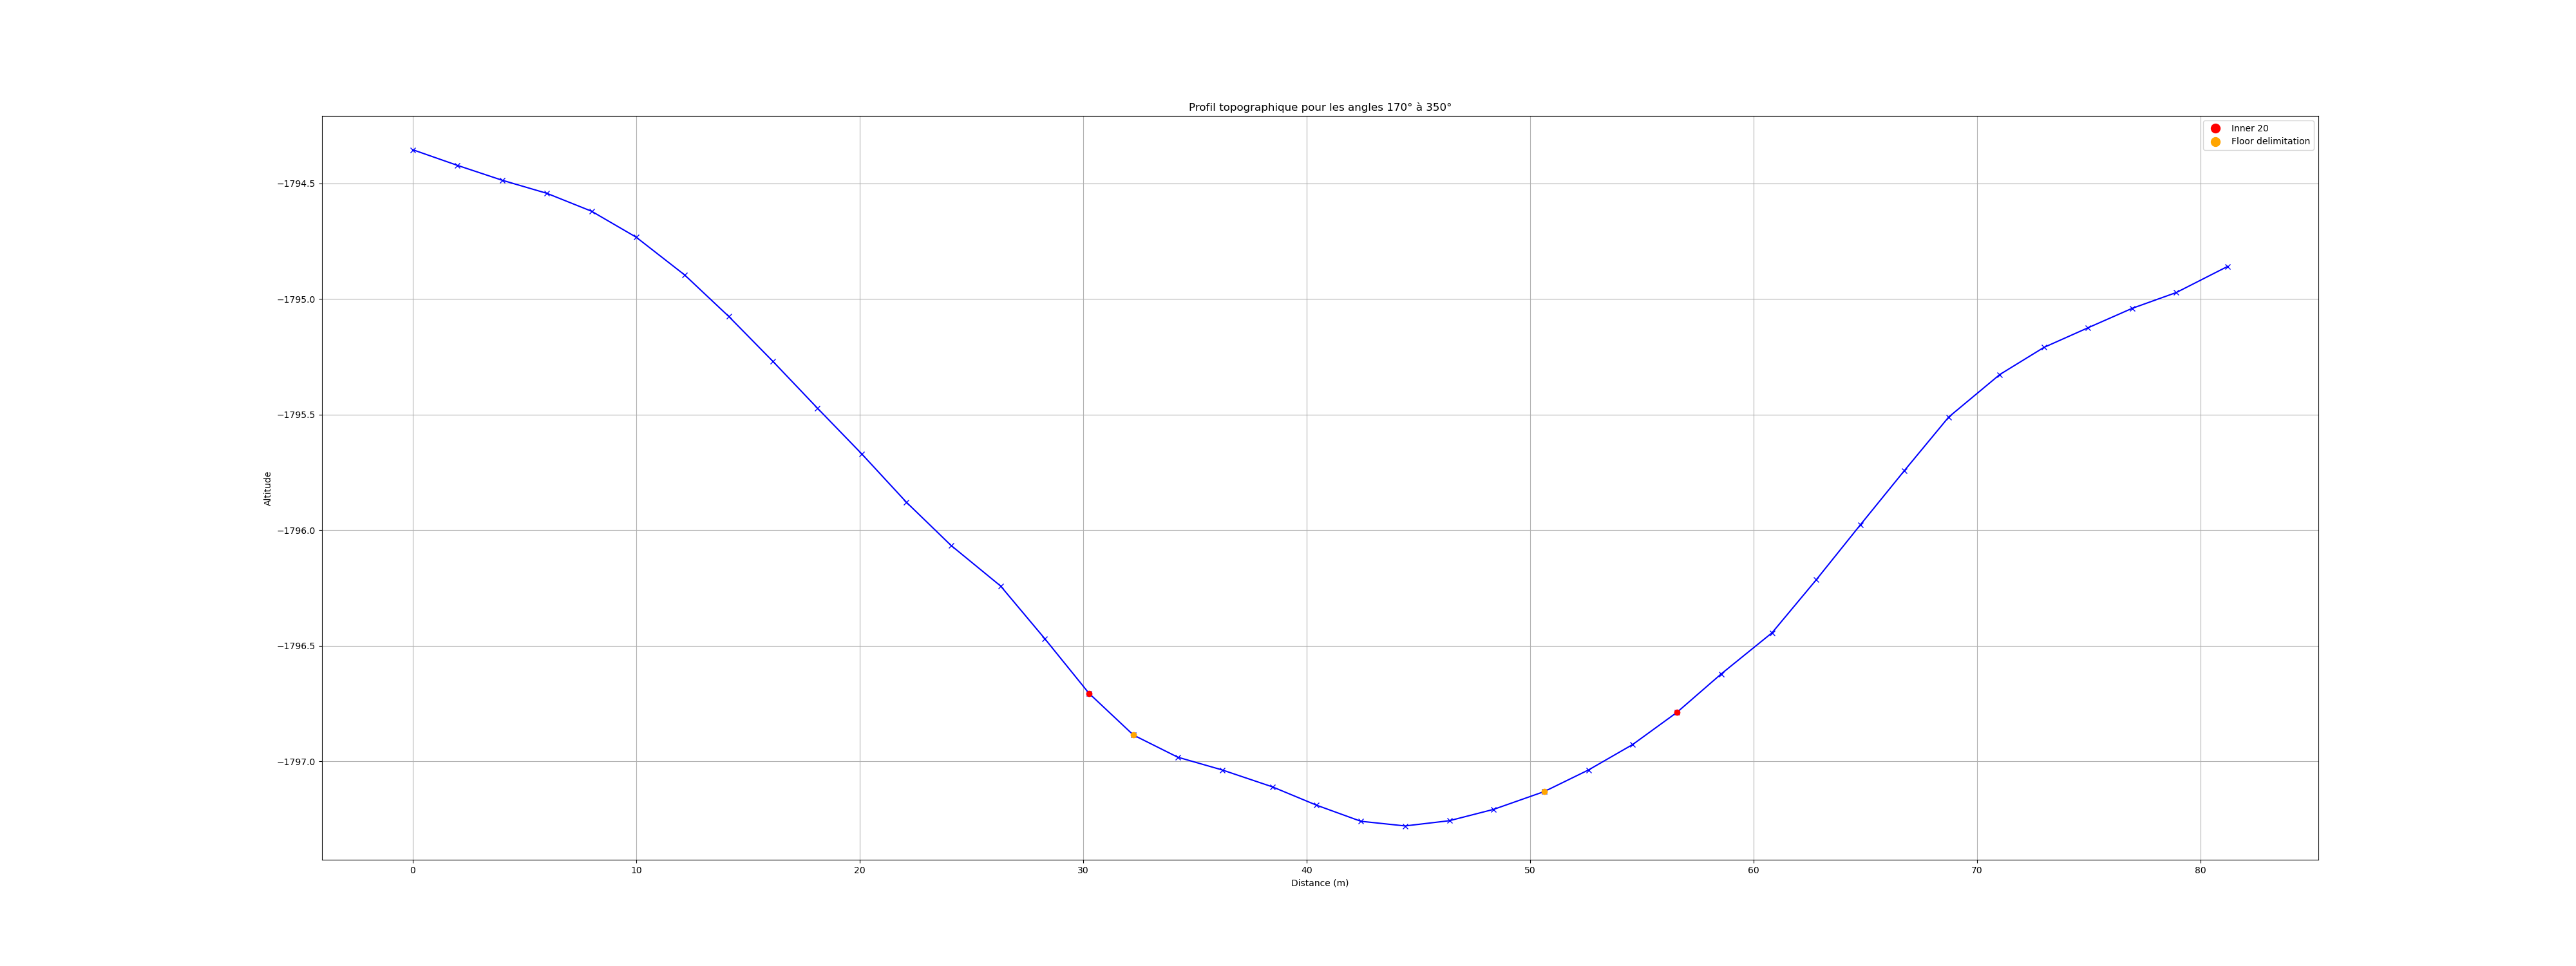 Profil topographique pour les angles 170° à 350°
Inner 20
Floor delimitation
−1794.5
−1795.0
−1795.5
−1796.0
−1796.5
−1797.0
Altitude
0 10 20 30 40 50 60 70 80
Distance (m)